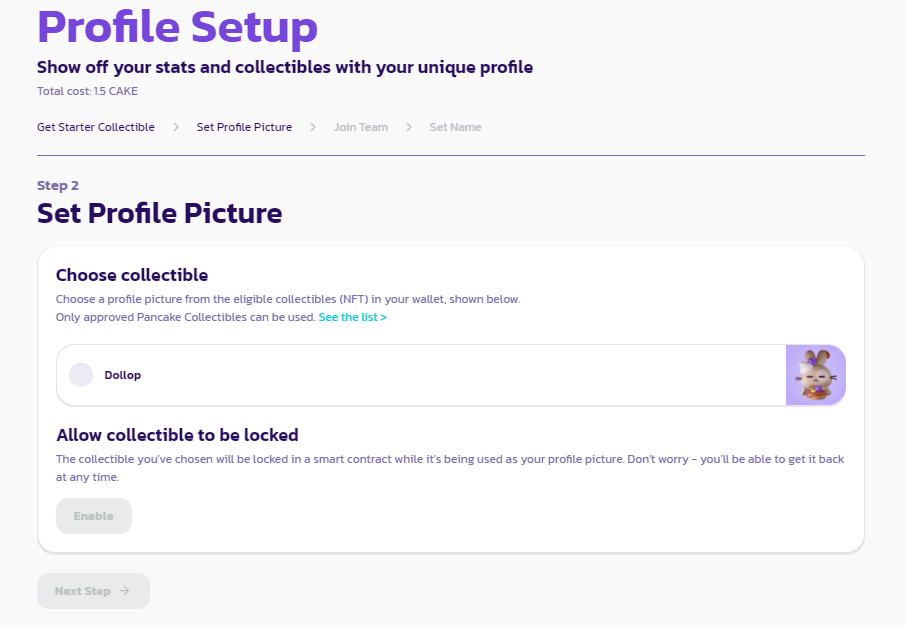 Profile Setup
Show off your stats and collectibles with your unique profile
Total cost: 1.5 CAKE
Get Starter Collectible > Set Profile Picture > Join Team > Set Name
Step 2
Set Profile Picture
Choose collectible
Choose a profile picture from the eligible collectibles (NFT) in your wallet, shown below.
Only approved Pancake Collectibles can be used. See the list >
Dollop
Allow collectible to be locked
The collectible you've chosen will be locked in a smart contract while it's being used as your profile picture. Don't worry - you'll be able to get it back
at any time.
Enable
Next Step →